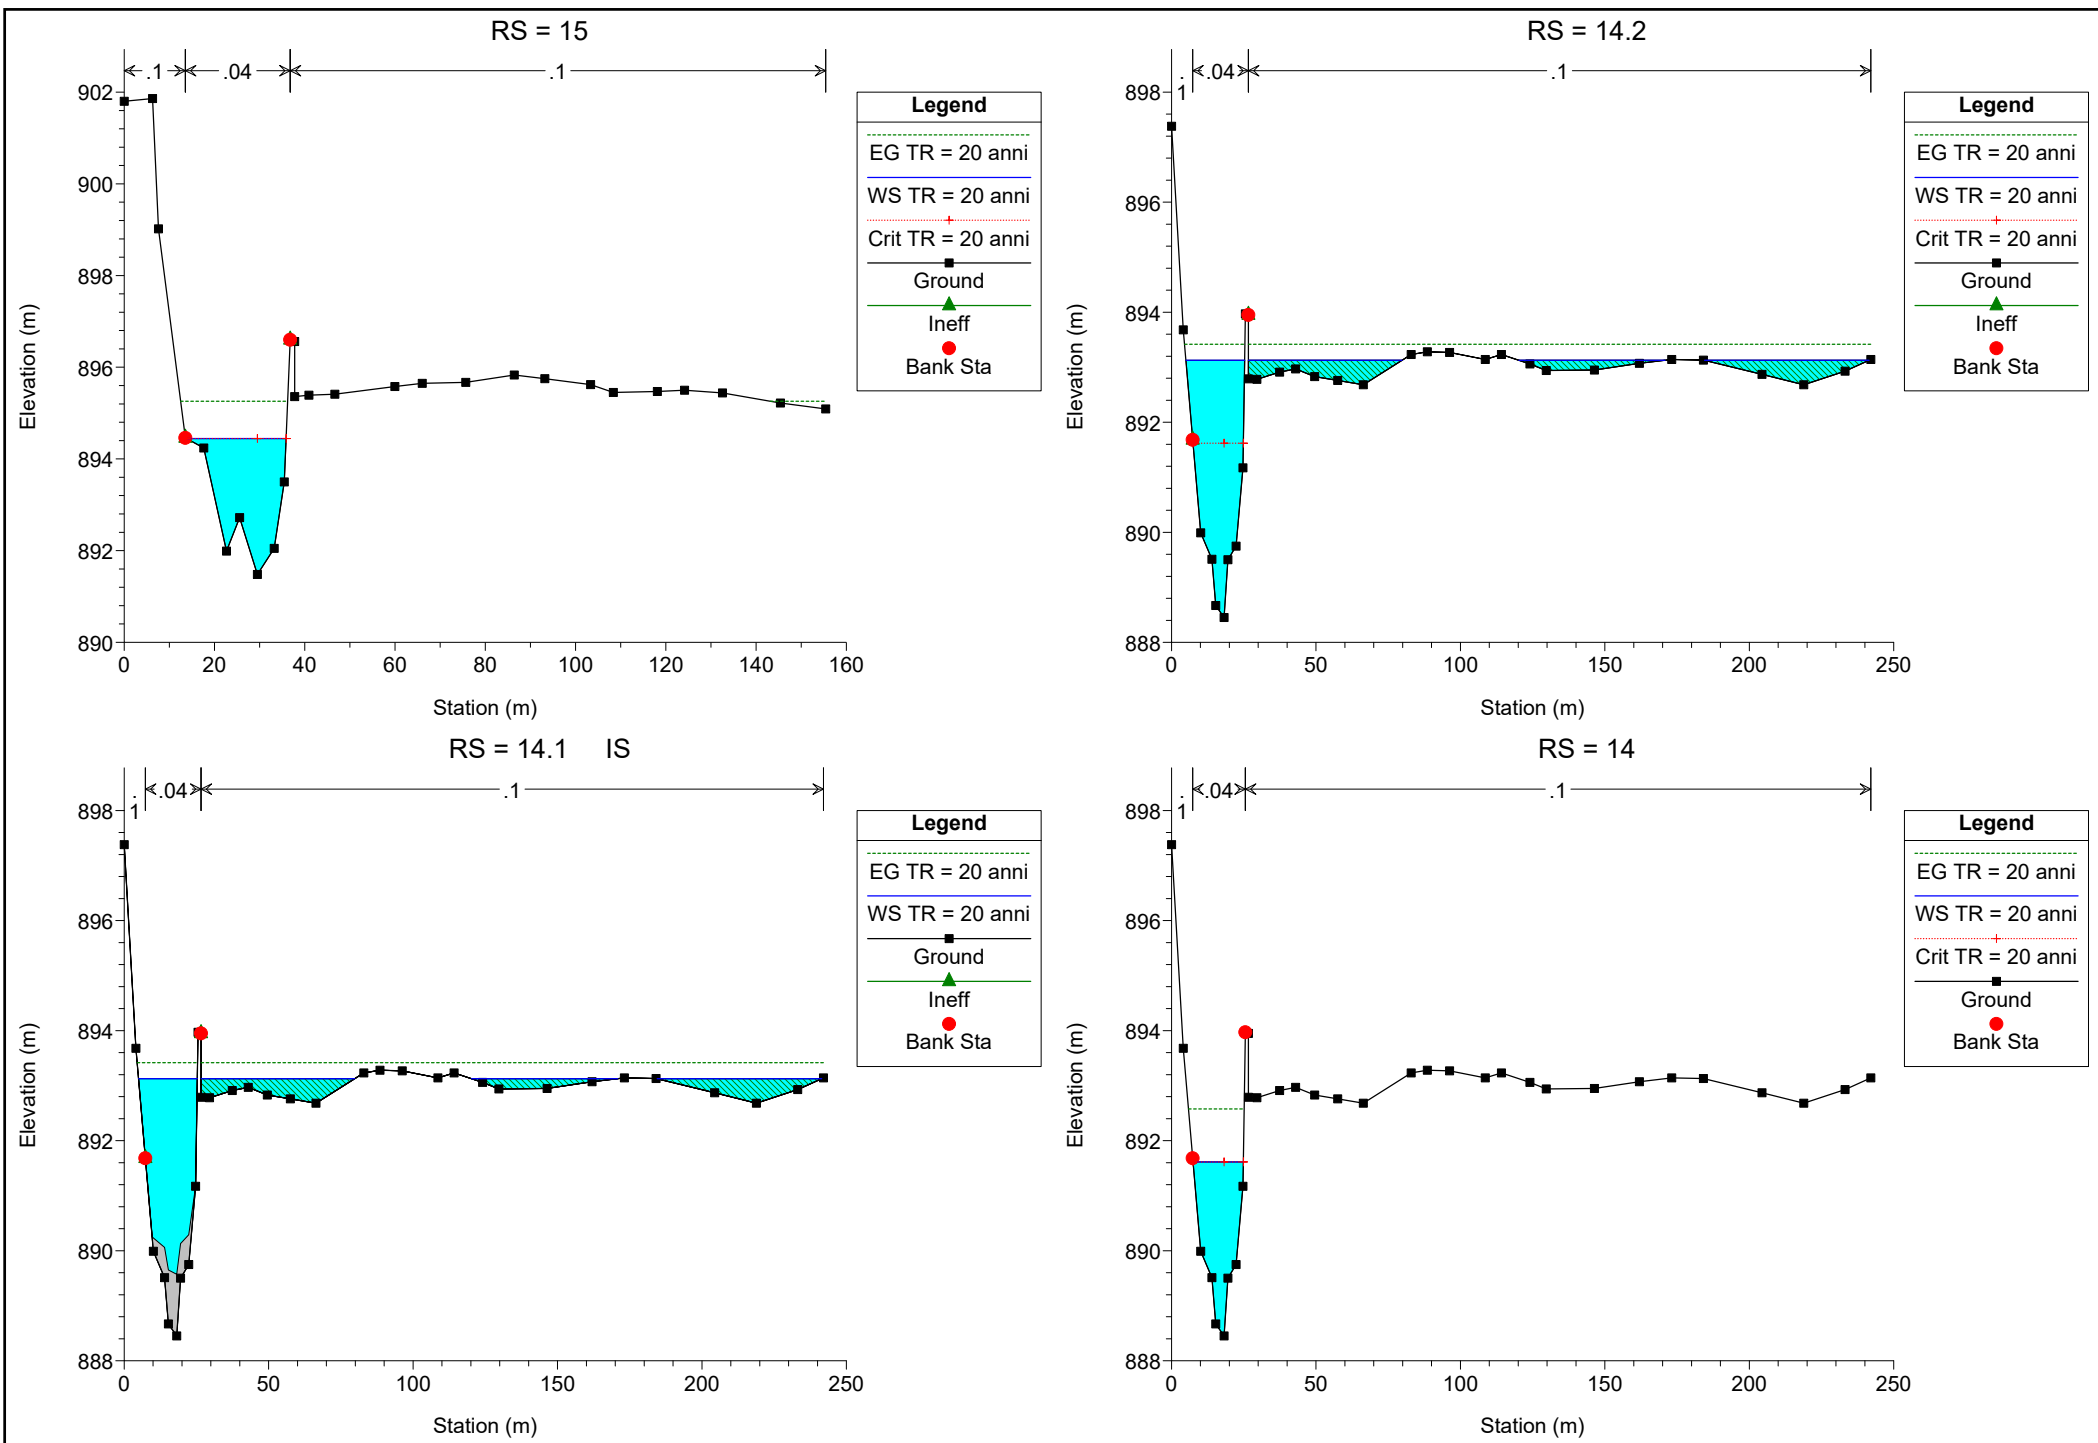 RS = 15
.1 .04 .1
902
900
898
896
894
892
890
0 20 40 60 80 100 120 140 160
Elevation (m)
Station (m)
Legend
EG TR = 20 anni
WS TR = 20 anni
Crit TR = 20 anni
Ground
Ineff
Bank Sta
RS = 14.2
.1 .04 .1
898
896
894
892
890
888
0 50 100 150 200 250
Elevation (m)
Station (m)
Legend
EG TR = 20 anni
WS TR = 20 anni
Crit TR = 20 anni
Ground
Ineff
Bank Sta
RS = 14.1 IS
.1 .04 .1
898
896
894
892
890
888
0 50 100 150 200 250
Elevation (m)
Station (m)
Legend
EG TR = 20 anni
WS TR = 20 anni
Ground
Ineff
Bank Sta
RS = 14
.1 .04 .1
898
896
894
892
890
888
0 50 100 150 200 250
Elevation (m)
Station (m)
Legend
EG TR = 20 anni
WS TR = 20 anni
Crit TR = 20 anni
Ground
Bank Sta